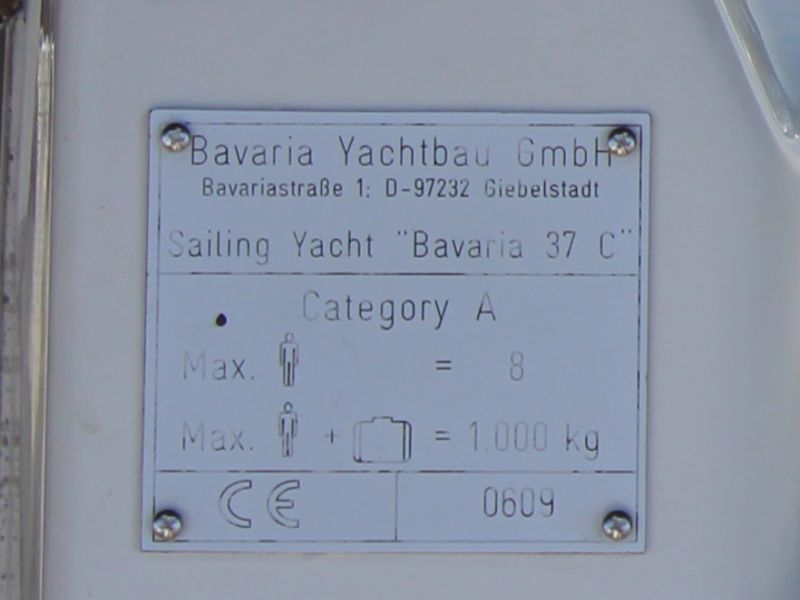 Bavaria Yachtbau GmbH
Bavariastraße 1; D-97232 Giebelstadt
Sailing Yacht "Bavaria 37 C"
Category A
Max. = 8
Max. + = 1.000 kg
CE 0609